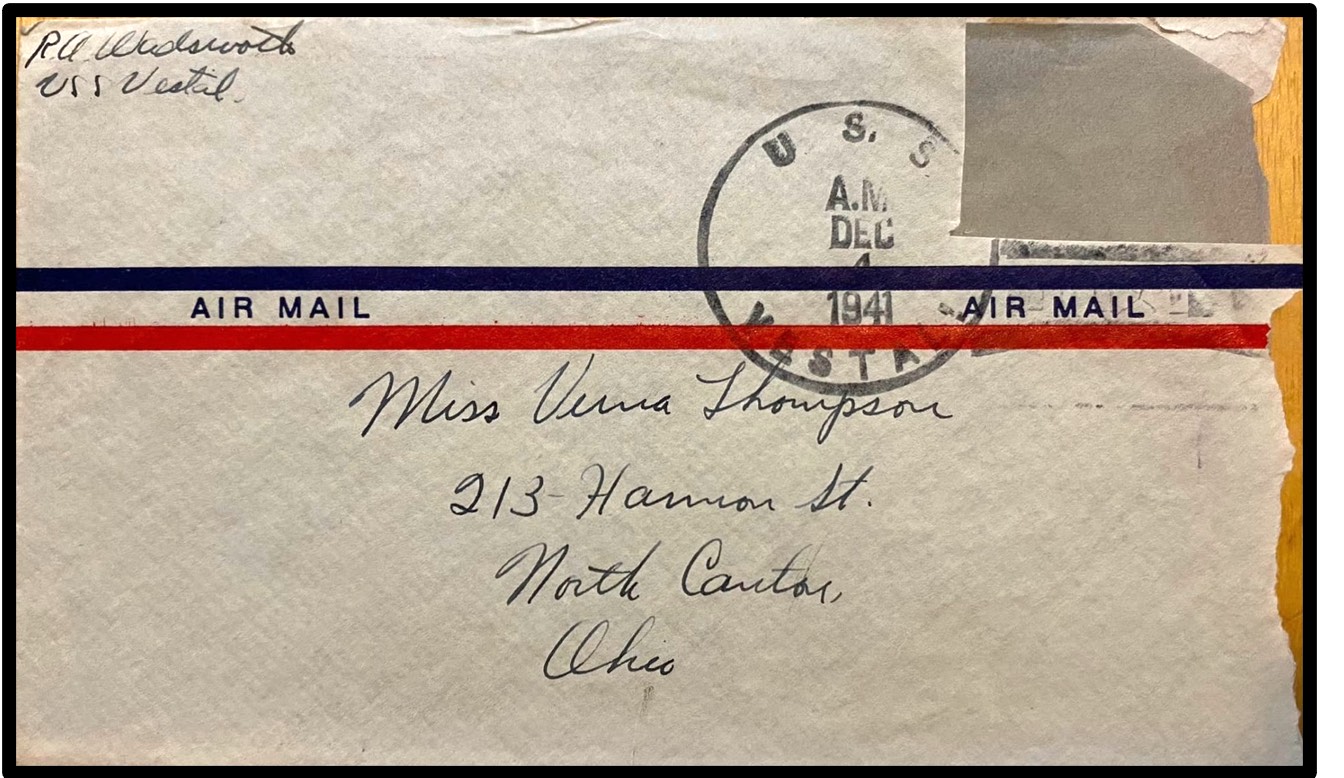 R.A. Wadsworth
USS Vestal.
U. S. S
A.M
DEC
4
1941
VESTAL
AIR MAIL AIR MAIL
Miss Verna Thompson
213 - Harmon St.
North Canton,
Ohio